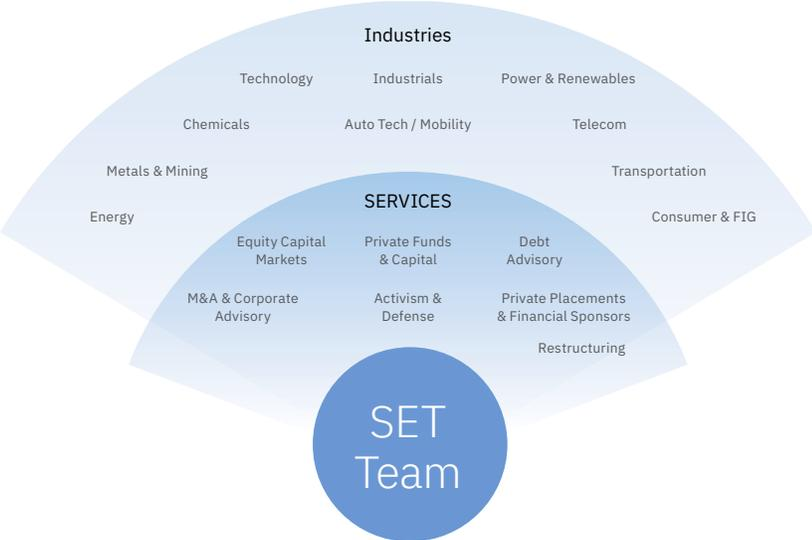 Industries
Technology
Industrials
Power & Renewables
Chemicals
Auto Tech / Mobility
Telecom
Metals & Mining
Transportation
Energy
Consumer & FIG
SERVICES
Equity Capital
Markets
Private Funds
& Capital
Debt
Advisory
M&A & Corporate
Advisory
Activism &
Defense
Private Placements
& Financial Sponsors
Restructuring
SET
Team